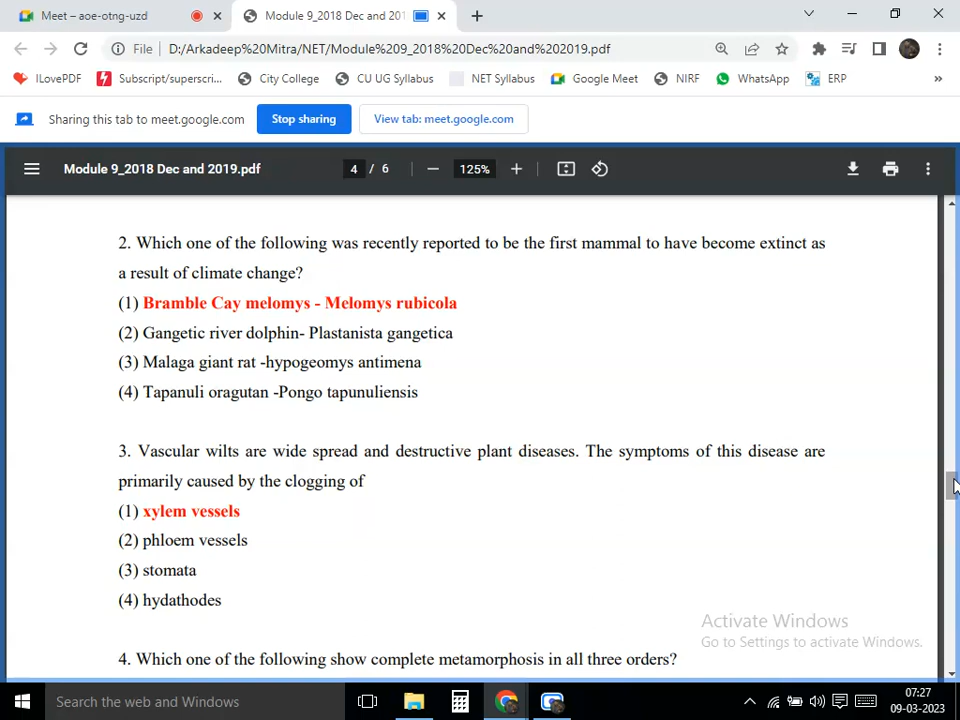 Meet – aoe-otng-uzd
Module 9_2018 Dec and 201
File D:/Arkadeep%20Mitra/NET/Module%209_2018%20Dec%20and%202019.pdf
ILovePDF Subscript/superscri... City College CU UG Syllabus NET Syllabus Google Meet NIRF WhatsApp ERP »
Sharing this tab to meet.google.com Stop sharing View tab: meet.google.com
Module 9_2018 Dec and 2019.pdf 4 / 6 125%
2. Which one of the following was recently reported to be the first mammal to have become extinct as
a result of climate change?
(1) Bramble Cay melomys - Melomys rubicola
(2) Gangetic river dolphin- Plastanista gangetica
(3) Malaga giant rat -hypogeomys antimena
(4) Tapanuli oragutan -Pongo tapunuliensis
3. Vascular wilts are wide spread and destructive plant diseases. The symptoms of this disease are
primarily caused by the clogging of
(1) xylem vessels
(2) phloem vessels
(3) stomata
(4) hydathodes
Activate Windows
Go to Settings to activate Windows.
4. Which one of the following show complete metamorphosis in all three orders?
Search the web and Windows
07:27
09-03-2023